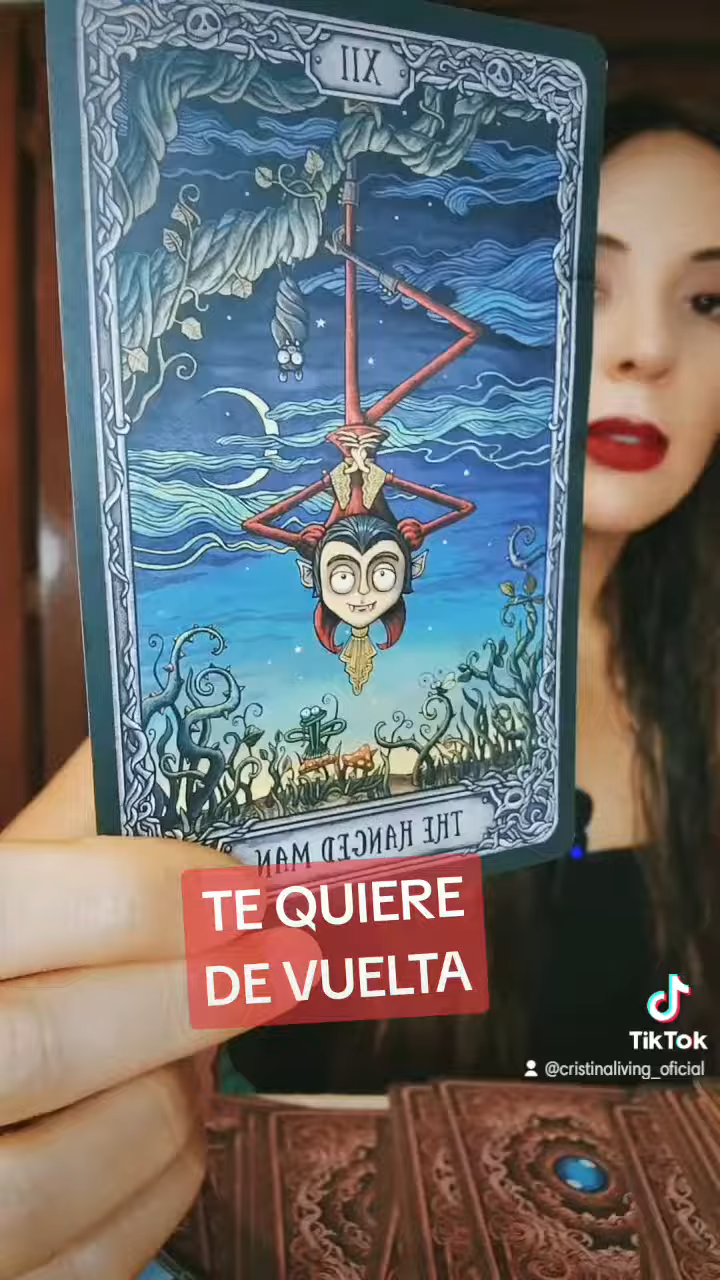 XII
THE HANGED MAN
TE QUIERE
DE VUELTA
TikTok
@cristinaliving_oficial